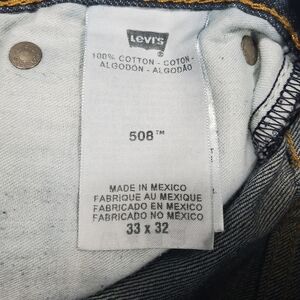 Levi's
®
100% COTTON - COTON -
ALGODÓN - ALGODÃO
508™
MADE IN MEXICO
FABRIQUE AU MEXIQUE
FABRICADO EN MEXICO
FABRICADO NO MÉXICO
33 x 32